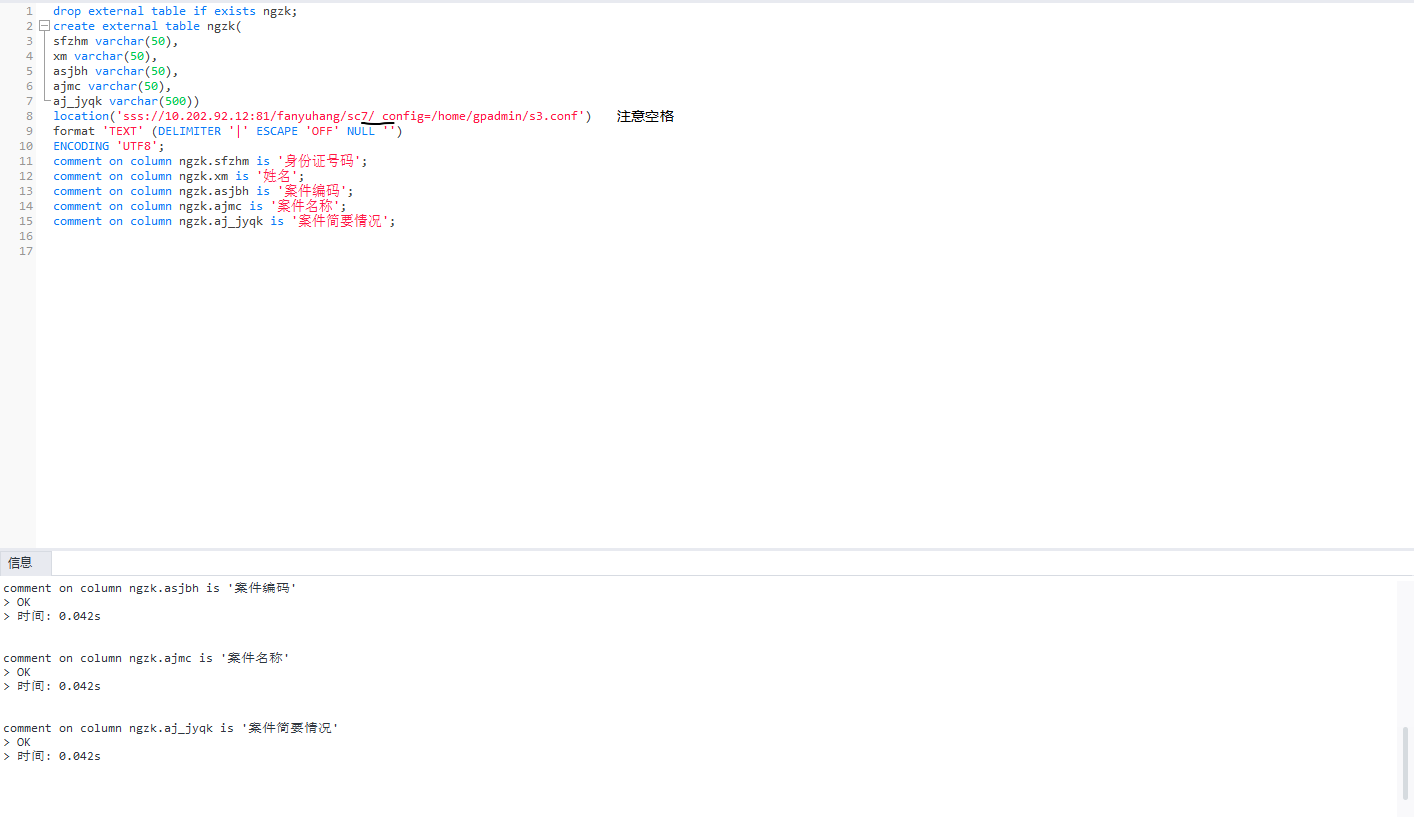 1 drop external table if exists ngzk;
2 create external table ngzk(
3 sfzhm varchar(50),
4 xm varchar(50),
5 asjbh varchar(50),
6 ajmc varchar(50),
7 aj_jyqk varchar(500))
8 location('sss://10.202.92.12:81/fanyuhang/sc7/ config=/home/gpadmin/s3.conf') 注意空格
9 format 'TEXT' (DELIMITER '|' ESCAPE 'OFF' NULL '')
10 ENCODING 'UTF8';
11 comment on column ngzk.sfzhm is '身份证号码';
12 comment on column ngzk.xm is '姓名';
13 comment on column ngzk.asjbh is '案件编码';
14 comment on column ngzk.ajmc is '案件名称';
15 comment on column ngzk.aj_jyqk is '案件简要情况';
16
17
信息
comment on column ngzk.asjbh is '案件编码'
> OK
> 时间: 0.042s
comment on column ngzk.ajmc is '案件名称'
> OK
> 时间: 0.042s
comment on column ngzk.aj_jyqk is '案件简要情况'
> OK
> 时间: 0.042s